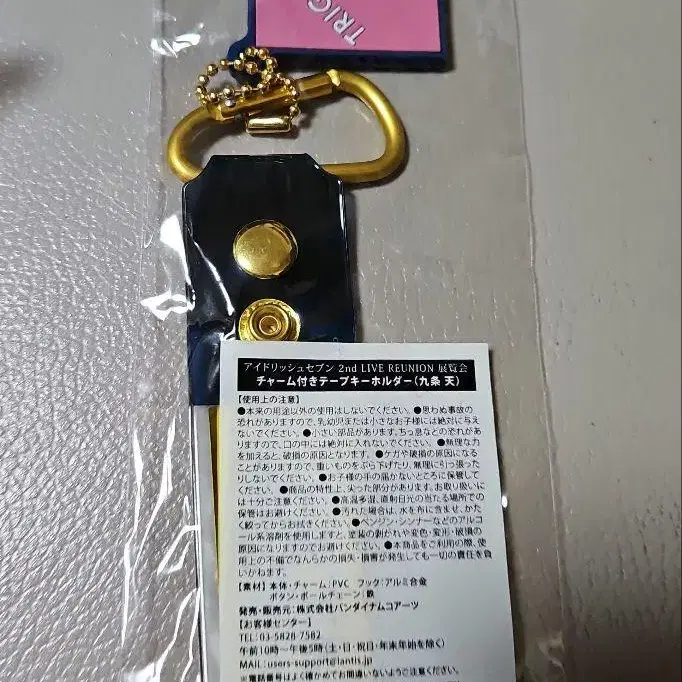 TRIG
アイドリッシュセブン 2nd LIVE REUNION 展覧会
チャーム付きテープキーホルダー(九条 天)
【使用上の注意】
●本来の用途以外の使用はしないでください。●思わぬ事故の
恐れがありますので、乳幼児または小さなお子様には絶対に与え
ないでください。●小さい部品があります。ちっ息などの恐れがあ
りますので、口の中には絶対に入れないでください。●無理な力
を加えると、破損の原因となります。●ケガや破損の原因になる
ことがありますので、重いものをぶら下げたり、無理に引っ張った
りしないでください。●お子様の手の届かないところに保管して
ください。●商品の特性上、尖った部分があります。お取り扱いに
は十分ご注意ください。●高温多湿、直射日光の当たる場所での
保管はお避けください。●汚れた場合は、水を布に含ませ、かた
く絞ってからお拭きください。●ベンジン・シンナーなどのアルコ
ール系溶剤を使用しますと、塗装の剥がれや変色・変形・破損の
原因になりますのでお避けください。●本商品をご利用の際、使
用上の不備でなんらかの損失・損害が発生しても一切の責任を負
いかねます。
【素材】本体・チャーム:PVC フック:アルミ合金
ボタン・ボールチェーン:鉄
発売・販売元:株式会社バンダイナムコアーツ
【お客様センター】
TEL:03-5828-7582
午前10時〜午後5時(土・日・祝日・年末年始を除く)
MAIL:users-support@lantis.jp
※電話番号はよく確かめてお間違いないようご注意ください。